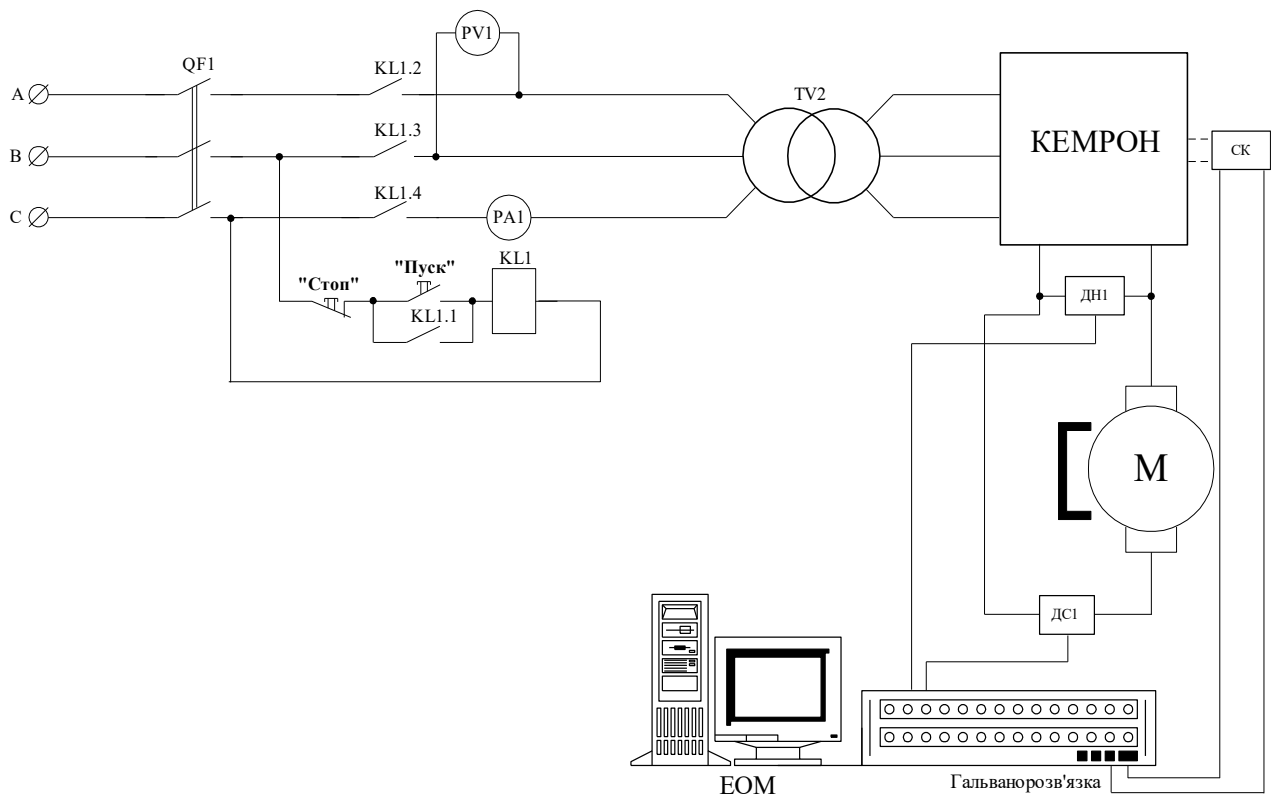 PV1
QF1
KL1.2
A
TV2
KL1.3
B
КЕМРОН
СК
KL1.4
C
PA1
"Стоп"
"Пуск"
KL1
KL1.1
ДН1
М
ДС1
ЕОМ
Гальванорозв'язка